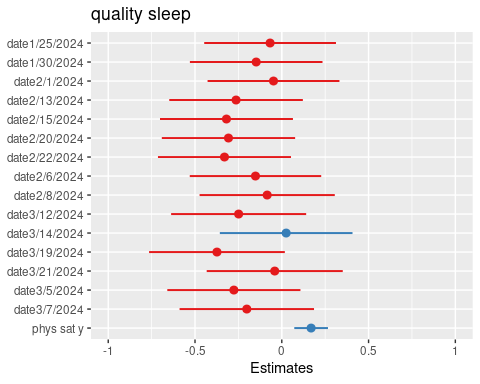 quality sleep
date1/25/2024
date1/30/2024
date2/1/2024
date2/13/2024
date2/15/2024
date2/20/2024
date2/22/2024
date2/6/2024
date2/8/2024
date3/12/2024
date3/14/2024
date3/19/2024
date3/21/2024
date3/5/2024
date3/7/2024
phys sat y
-1 -0.5 0 0.5 1
Estimates